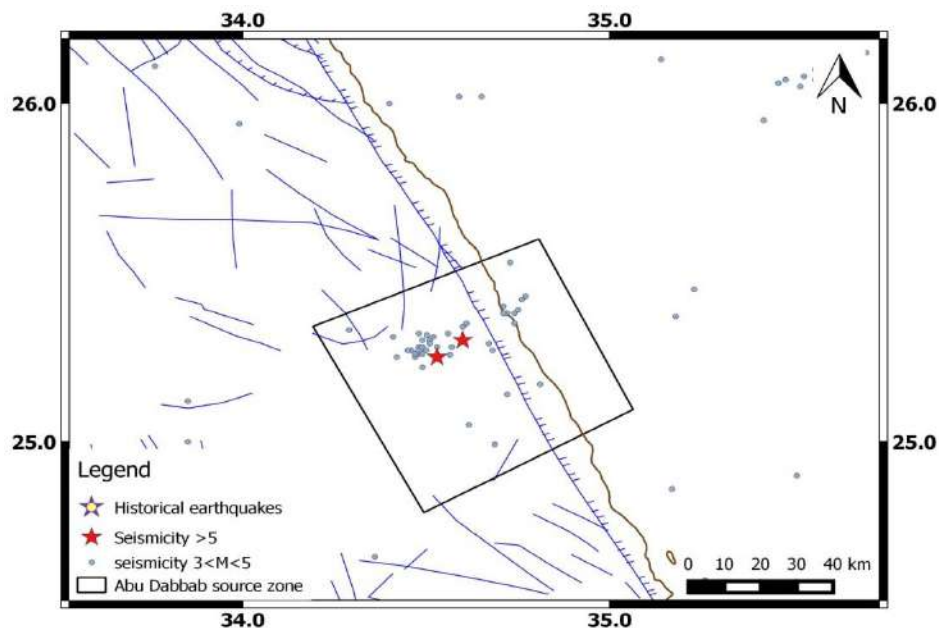 34.0 35.0
26.0 26.0
N
25.0 25.0
Legend
Historical earthquakes
Seismicity >5
seismicity 3<M<5
Abu Dabbab source zone
0 10 20 30 40 km
34.0 35.0